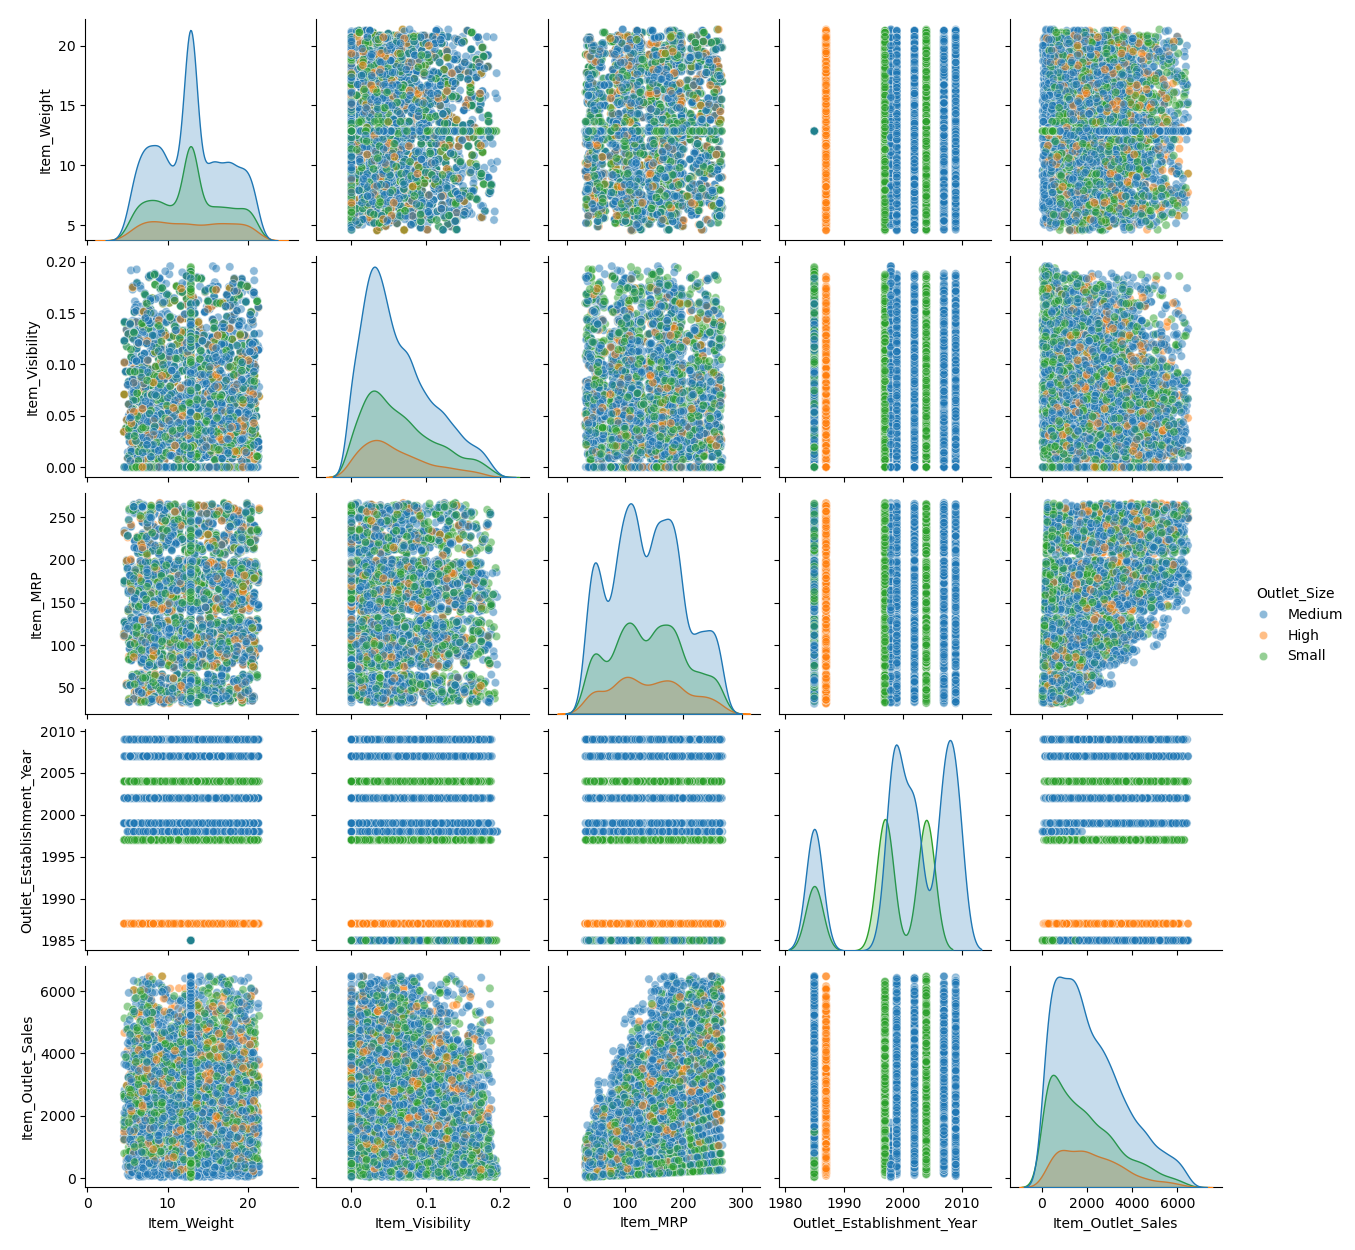 20
15
10
5
Item_Weight
0.20
0.15
0.10
0.05
0.00
Item_Visibility
250
200
150
100
50
Item_MRP
Outlet_Size
Medium
High
Small
2010
2005
2000
1995
1990
1985
Outlet_Establishment_Year
6000
4000
2000
0
Item_Outlet_Sales
0 10 20
Item_Weight
0.0 0.1 0.2
Item_Visibility
0 100 200 300
Item_MRP
1980 1990 2000 2010
Outlet_Establishment_Year
0 2000 4000 6000
Item_Outlet_Sales